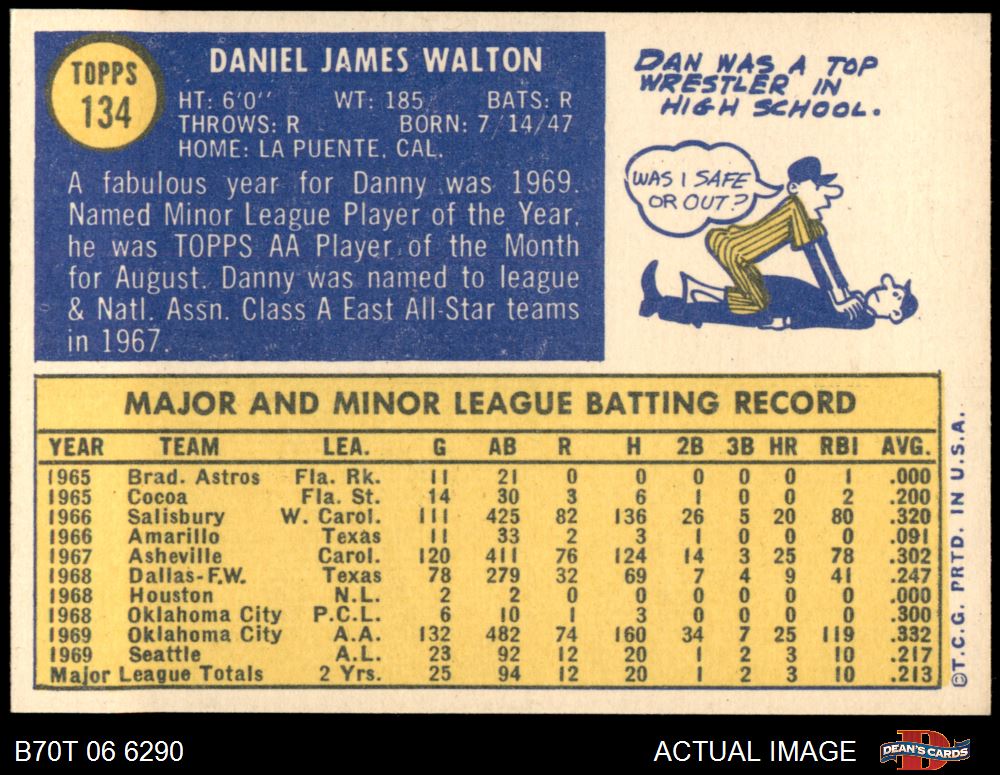 TOPPS
134
DANIEL JAMES WALTON
HT: 6'0'' WT: 185 BATS: R
THROWS: R BORN: 7/14/47
HOME: LA PUENTE, CAL.
A fabulous year for Danny was 1969.
Named Minor League Player of the Year,
he was TOPPS AA Player of the Month
for August. Danny was named to league
& Natl. Assn. Class A East All-Star teams
in 1967.
DAN WAS A TOP
WRESTLER IN
HIGH SCHOOL.
WAS I SAFE
OR OUT?
MAJOR AND MINOR LEAGUE BATTING RECORD
YEAR TEAM LEA. G AB R H 2B 3B HR RBI AVG.
1965 Brad. Astros Fla. Rk. 11 21 0 0 0 0 0 1 .000
1965 Cocoa Fla. St. 14 30 3 6 1 0 0 2 .200
1966 Salisbury W. Carol. 111 425 82 136 26 5 20 80 .320
1966 Amarillo Texas 11 33 2 3 1 0 0 0 .091
1967 Asheville Carol. 120 411 76 124 14 3 25 78 .302
1968 Dallas-F.W. Texas 78 279 32 69 7 4 9 41 .247
1968 Houston N.L. 2 2 0 0 0 0 0 0 .000
1968 Oklahoma City P.C.L. 6 10 1 3 0 0 0 0 .300
1969 Oklahoma City A.A. 132 482 74 160 34 7 25 119 .332
1969 Seattle A.L. 23 92 12 20 1 2 3 10 .217
Major League Totals 2 Yrs. 25 94 12 20 1 2 3 10 .213
©T.C.G. PRTD. IN U.S.A.
B70T 06 6290
ACTUAL IMAGE
D
DEAN'S CARDS